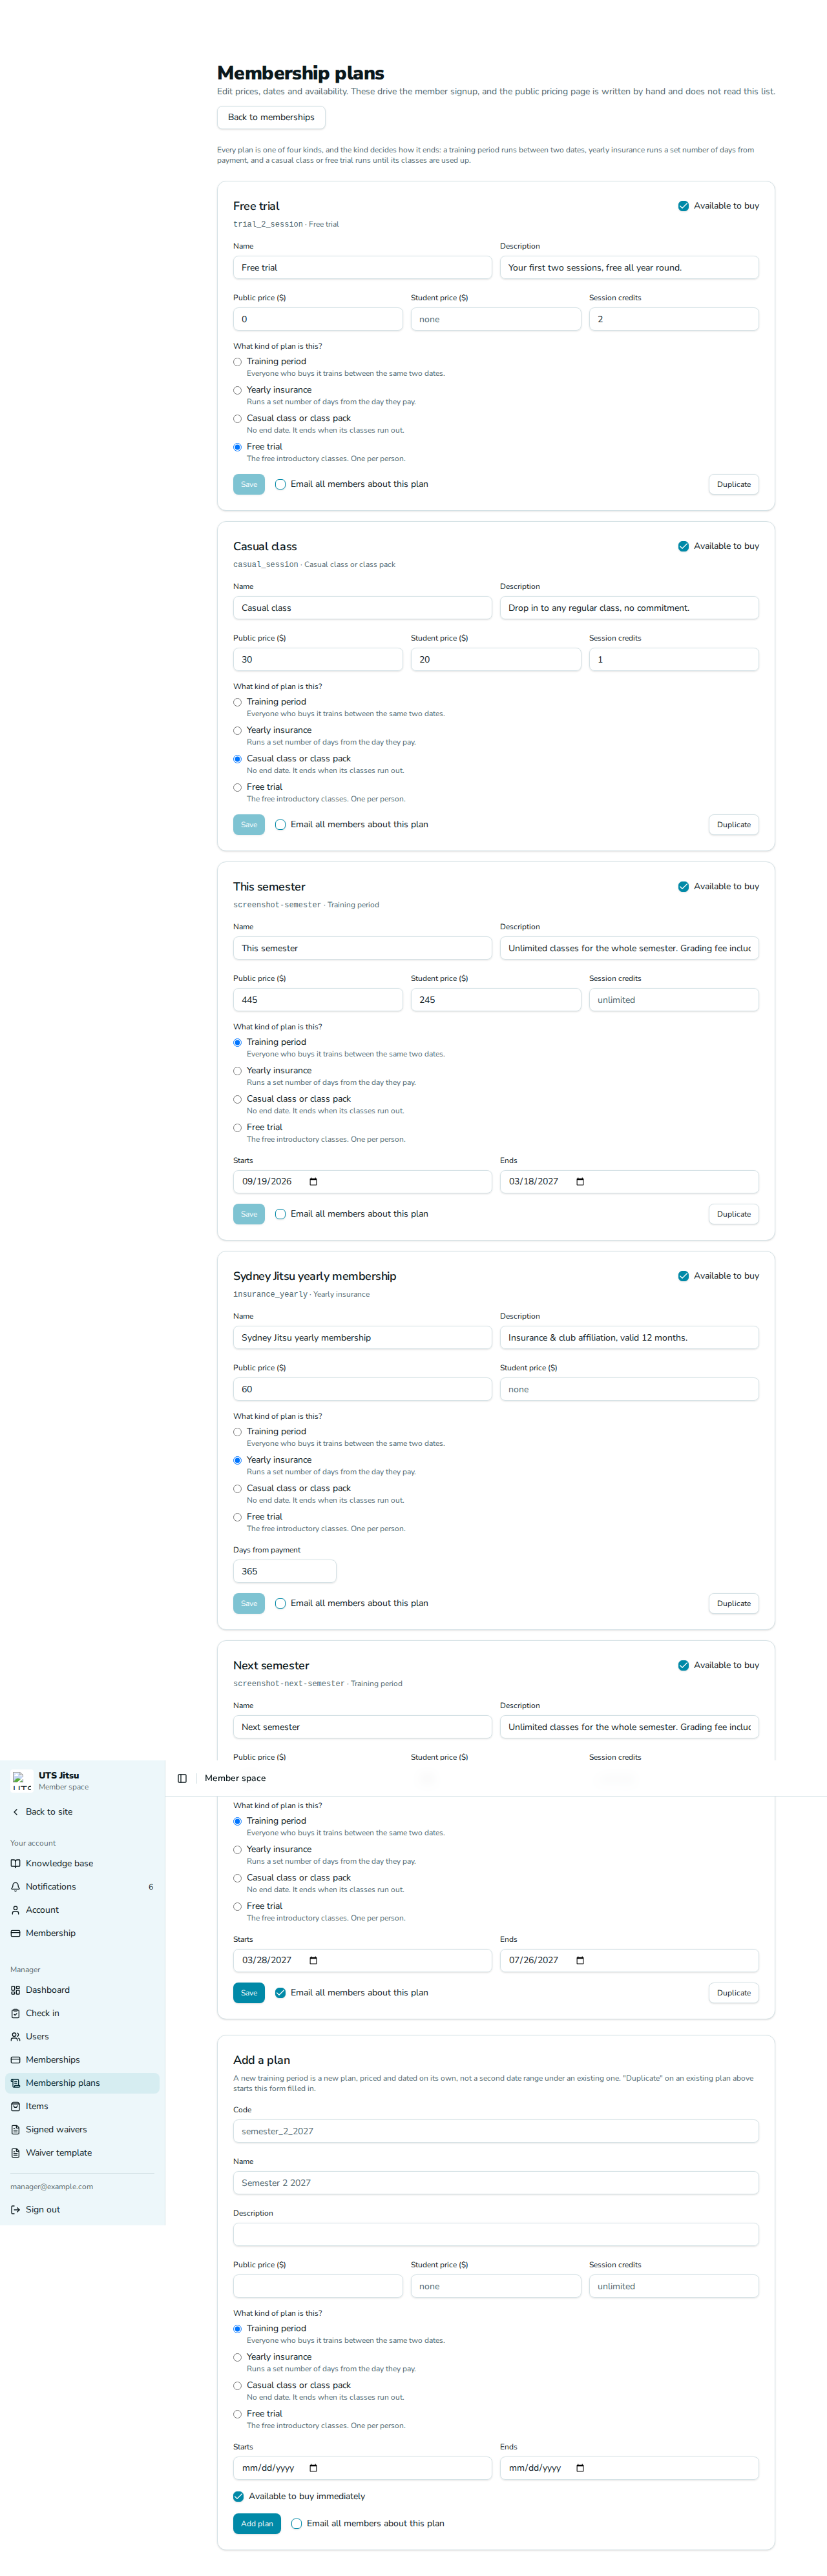 Membership plans
Edit prices, dates and availability. These drive the member signup, and the public pricing page is written by hand and does not read this list.
Back to memberships
Every plan is one of four kinds, and the kind decides how it ends: a training period runs between two dates, yearly insurance runs a set number of days from
payment, and a casual class or free trial runs until its classes are used up.
Free trial
Available to buy
trial_2_session · Free trial
Name
Description
Free trial
Your first two sessions, free all year round.
Public price ($)
Student price ($)
Session credits
0
none
2
What kind of plan is this?
Training period
Everyone who buys it trains between the same two dates.
Yearly insurance
Runs a set number of days from the day they pay.
Casual class or class pack
No end date. It ends when its classes run out.
Free trial
The free introductory classes. One per person.
Save
Email all members about this plan
Duplicate
Casual class
Available to buy
casual_session · Casual class or class pack
Name
Description
Casual class
Drop in to any regular class, no commitment.
Public price ($)
Student price ($)
Session credits
30
20
1
What kind of plan is this?
Training period
Everyone who buys it trains between the same two dates.
Yearly insurance
Runs a set number of days from the day they pay.
Casual class or class pack
No end date. It ends when its classes run out.
Free trial
The free introductory classes. One per person.
Save
Email all members about this plan
Duplicate
This semester
Available to buy
screenshot-semester · Training period
Name
Description
This semester
Unlimited classes for the whole semester. Grading fee includ
Public price ($)
Student price ($)
Session credits
445
245
unlimited
What kind of plan is this?
Training period
Everyone who buys it trains between the same two dates.
Yearly insurance
Runs a set number of days from the day they pay.
Casual class or class pack
No end date. It ends when its classes run out.
Free trial
The free introductory classes. One per person.
Starts
Ends
09/19/2026
03/18/2027
Save
Email all members about this plan
Duplicate
Sydney Jitsu yearly membership
Available to buy
insurance_yearly · Yearly insurance
Name
Description
Sydney Jitsu yearly membership
Insurance & club affiliation, valid 12 months.
Public price ($)
Student price ($)
60
none
What kind of plan is this?
Training period
Everyone who buys it trains between the same two dates.
Yearly insurance
Runs a set number of days from the day they pay.
Casual class or class pack
No end date. It ends when its classes run out.
Free trial
The free introductory classes. One per person.
Days from payment
365
Save
Email all members about this plan
Duplicate
Next semester
Available to buy
screenshot-next-semester · Training period
Name
Description
Next semester
Unlimited classes for the whole semester. Grading fee includ
Public price ($)
Student price ($)
Session credits
UTS Jitsu
Member space
Back to site
Your account
Knowledge base
Notifications
6
Account
Membership
Manager
Dashboard
Check in
Users
Memberships
Membership plans
Items
Signed waivers
Waiver template
manager@example.com
Sign out
Member space
What kind of plan is this?
Training period
Everyone who buys it trains between the same two dates.
Yearly insurance
Runs a set number of days from the day they pay.
Casual class or class pack
No end date. It ends when its classes run out.
Free trial
The free introductory classes. One per person.
Starts
Ends
03/28/2027
07/26/2027
Save
Email all members about this plan
Duplicate
Add a plan
A new training period is a new plan, priced and dated on its own, not a second date range under an existing one. "Duplicate" on an existing plan above
starts this form filled in.
Code
semester_2_2027
Name
Semester 2 2027
Description
Public price ($)
Student price ($)
Session credits
none
unlimited
What kind of plan is this?
Training period
Everyone who buys it trains between the same two dates.
Yearly insurance
Runs a set number of days from the day they pay.
Casual class or class pack
No end date. It ends when its classes run out.
Free trial
The free introductory classes. One per person.
Starts
Ends
mm/dd/yyyy
mm/dd/yyyy
Available to buy immediately
Add plan
Email all members about this plan